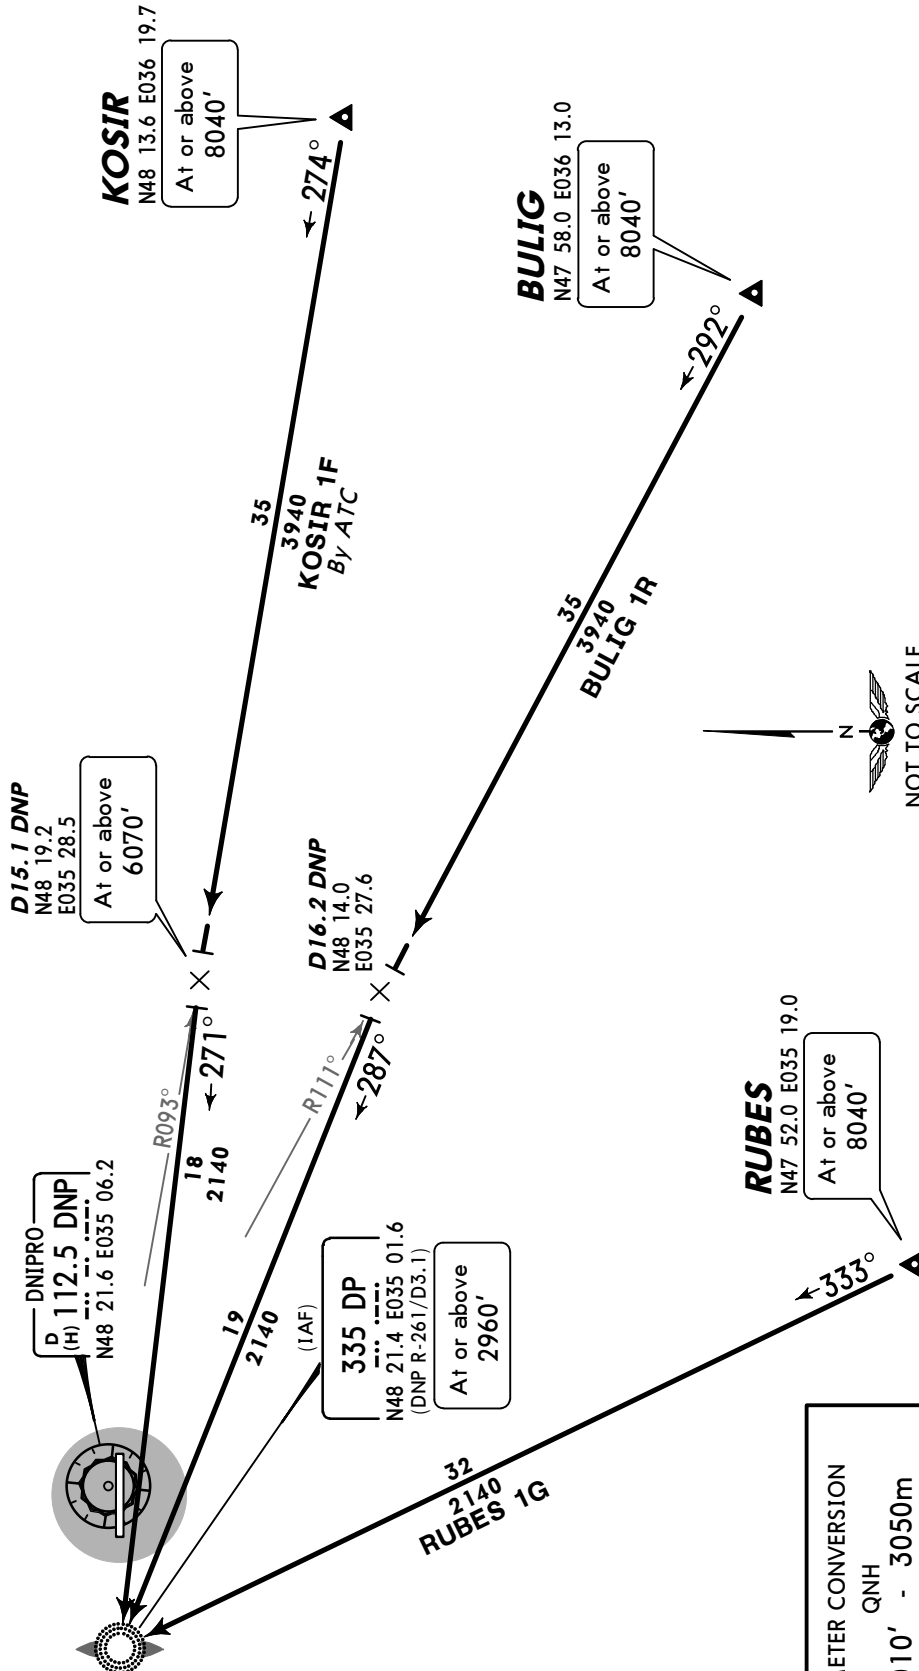 KOSIR
N48 13.6 E036 19.7
At or above
8040'
274°
35
3940
KOSIR 1F
By ATC
BULIG
N47 58.0 E036 13.0
At or above
8040'
292°
35
3940
BULIG 1R
D15.1 DNP
N48 19.2
E035 28.5
At or above
6070'
D16.2 DNP
N48 14.0
E035 27.6
R093°
271°
18
2140
R111°
287°
19
2140
DNIPRO
D
(H) 112.5 DNP
N48 21.6 E035 06.2
(IAF)
335 DP
N48 21.4 E035 01.6
(DNP R-261/D3.1)
At or above
2960'
RUBES
N47 52.0 E035 19.0
At or above
8040'
333°
32
2140
RUBES 1G
N
NOT TO SCALE
ETER CONVERSION
QNH
10' - 3050m